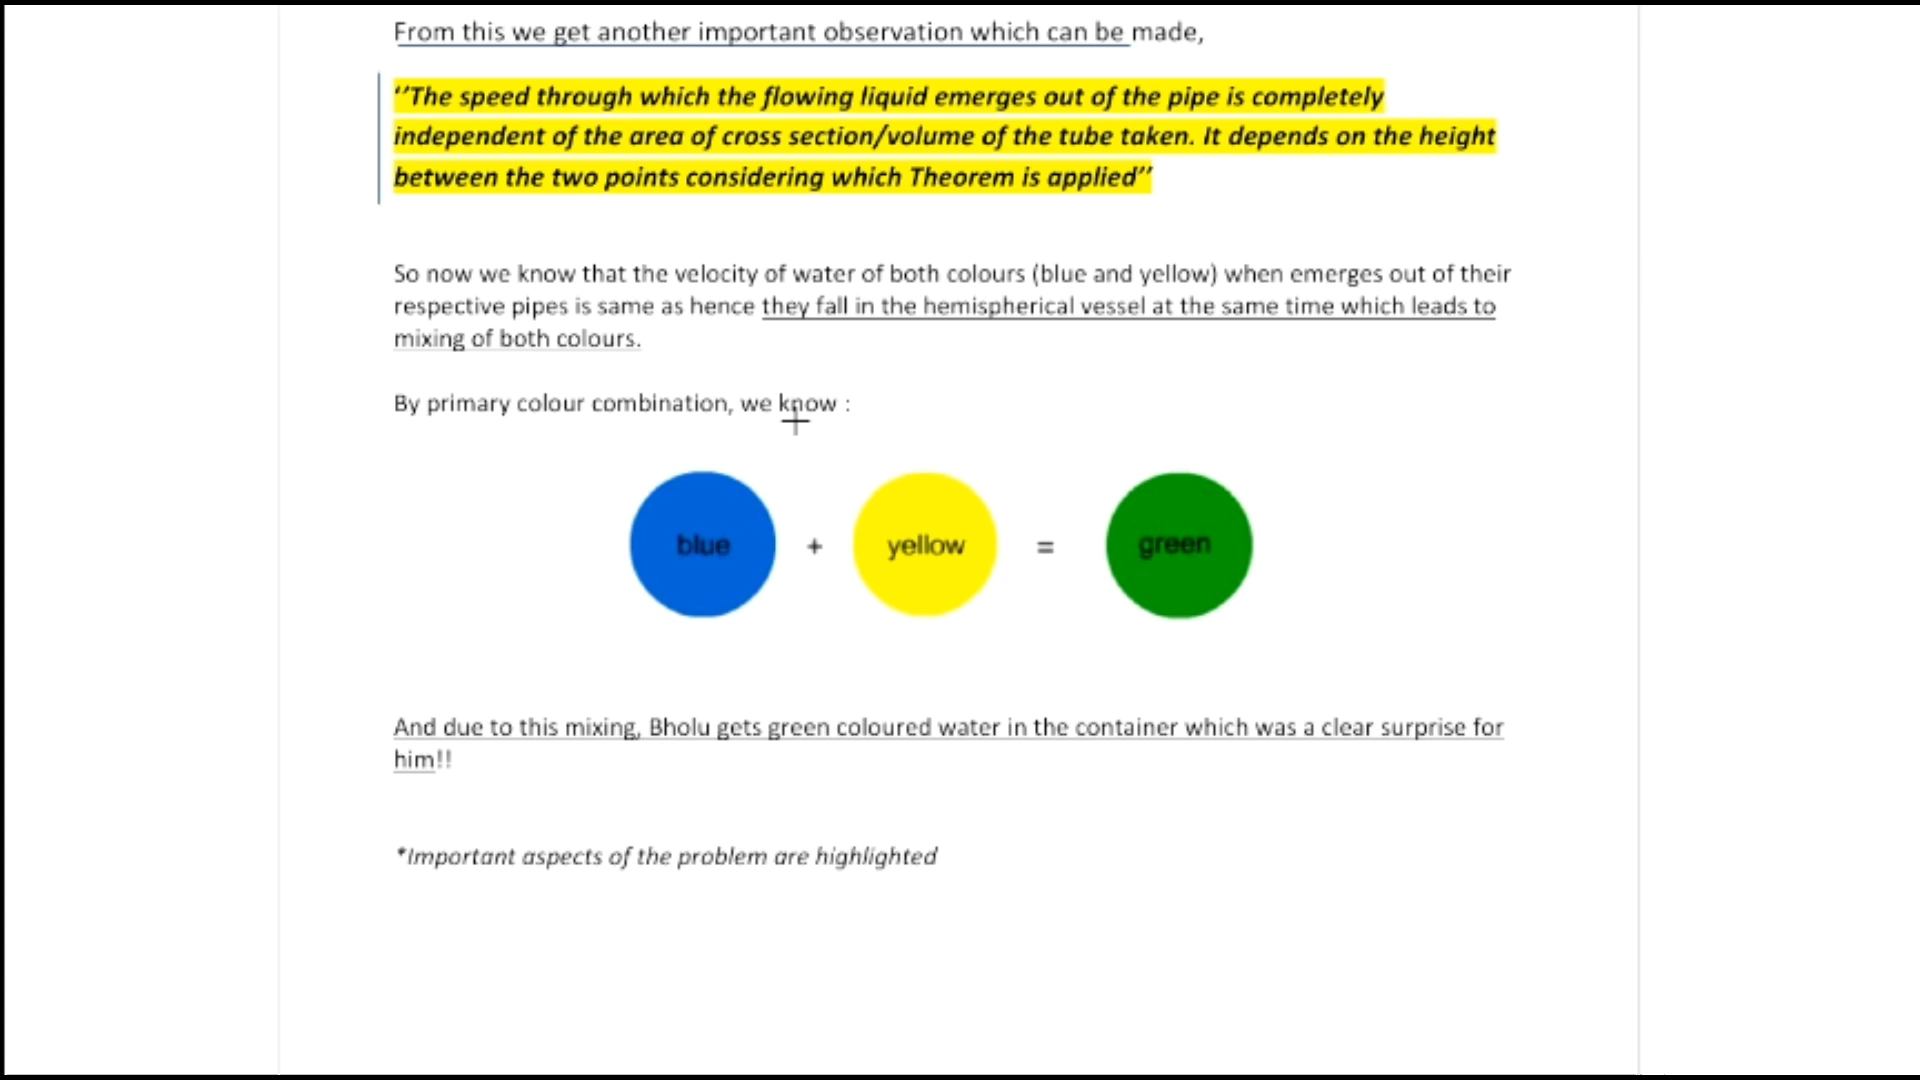 From this we get another important observation which can be made,
‘’The speed through which the flowing liquid emerges out of the pipe is completely
independent of the area of cross section/volume of the tube taken. It depends on the height
between the two points considering which Theorem is applied’’
So now we know that the velocity of water of both colours (blue and yellow) when emerges out of their
respective pipes is same as hence they fall in the hemispherical vessel at the same time which leads to
mixing of both colours.
By primary colour combination, we know :
blue + yellow = green
And due to this mixing, Bholu gets green coloured water in the container which was a clear surprise for
him!!
*Important aspects of the problem are highlighted